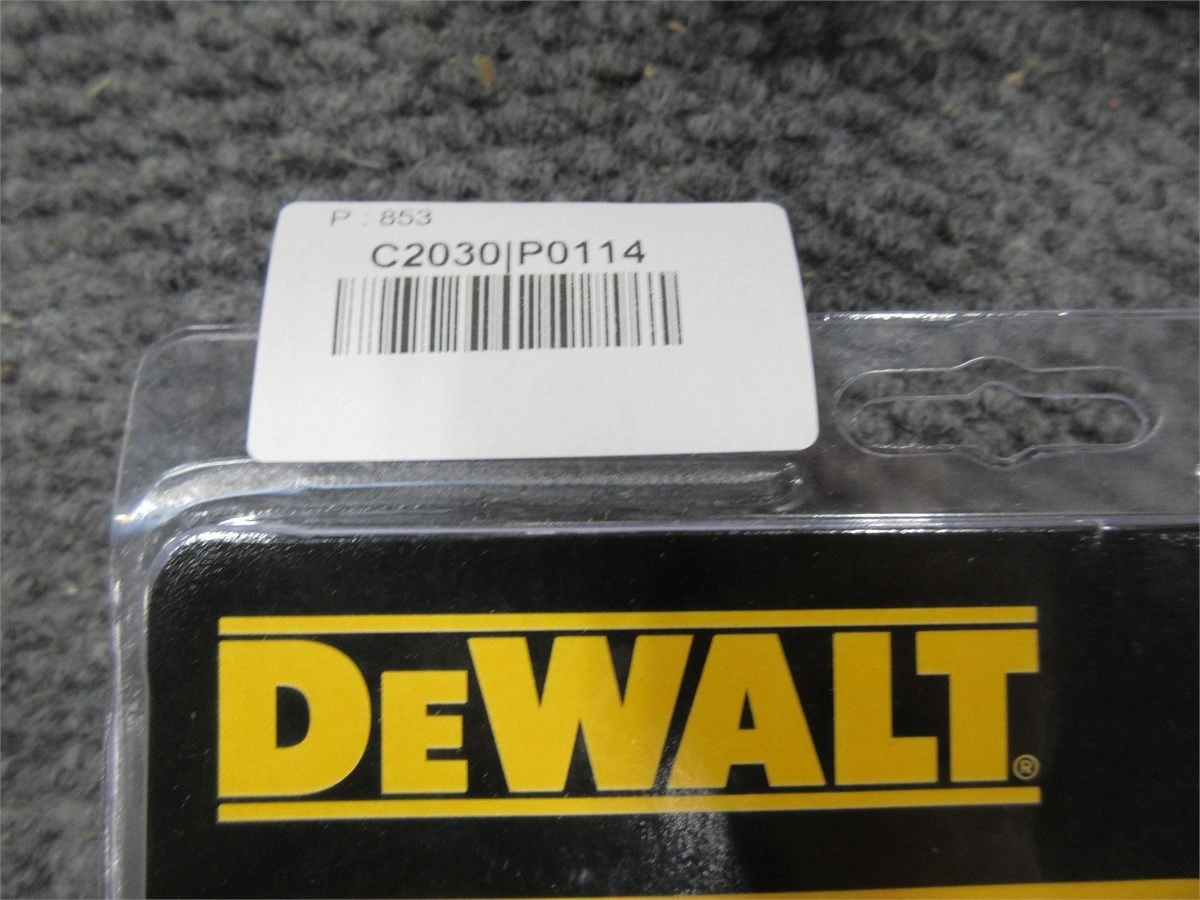 P : 853
C2030|P0114
DEWALT®